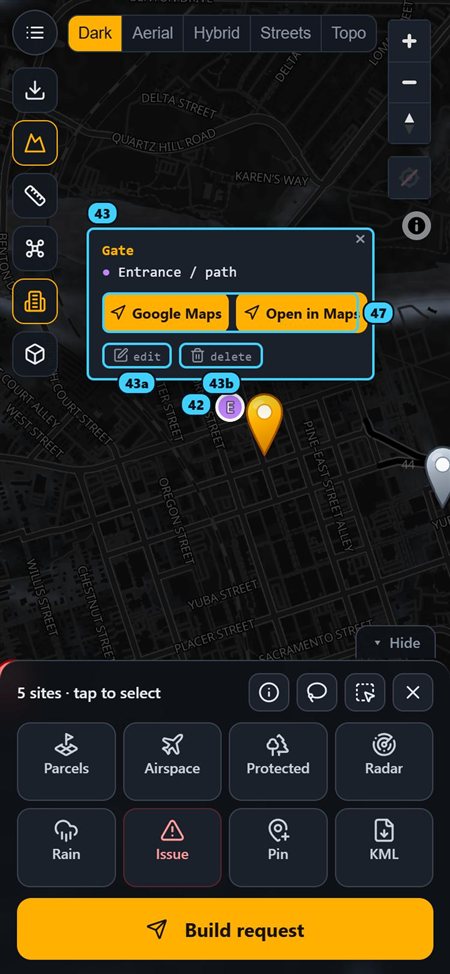 Dark Aerial Hybrid Streets Topo
DELTA STREET
QUARTZ HILL ROAD
KAREN'S WAY
43
Gate
Entrance / path
Google Maps Open in Maps
47
edit delete
43a 43b
42 E
COURT STREET
WEST STREET
OREGON STREET
PINE-EAST STREET ALLEY
44
YUBA STREET
WILLIS STREET
CHESTNUT STREET
PLACER STREET
SACRAMENTO STREET
Hide
5 sites · tap to select
Parcels Airspace Protected Radar
Rain Issue Pin KML
Build request